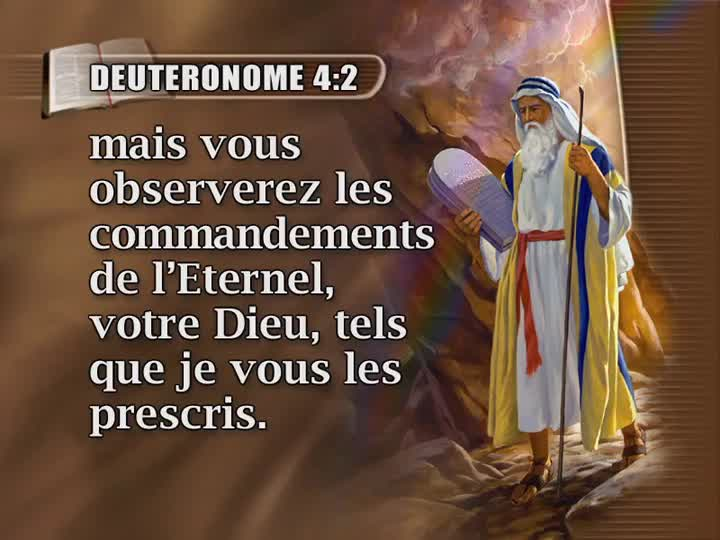 DEUTERONOME 4:2
mais vous
observerez les
commandements
de l'Eternel,
votre Dieu, tels
que je vous les
prescris.